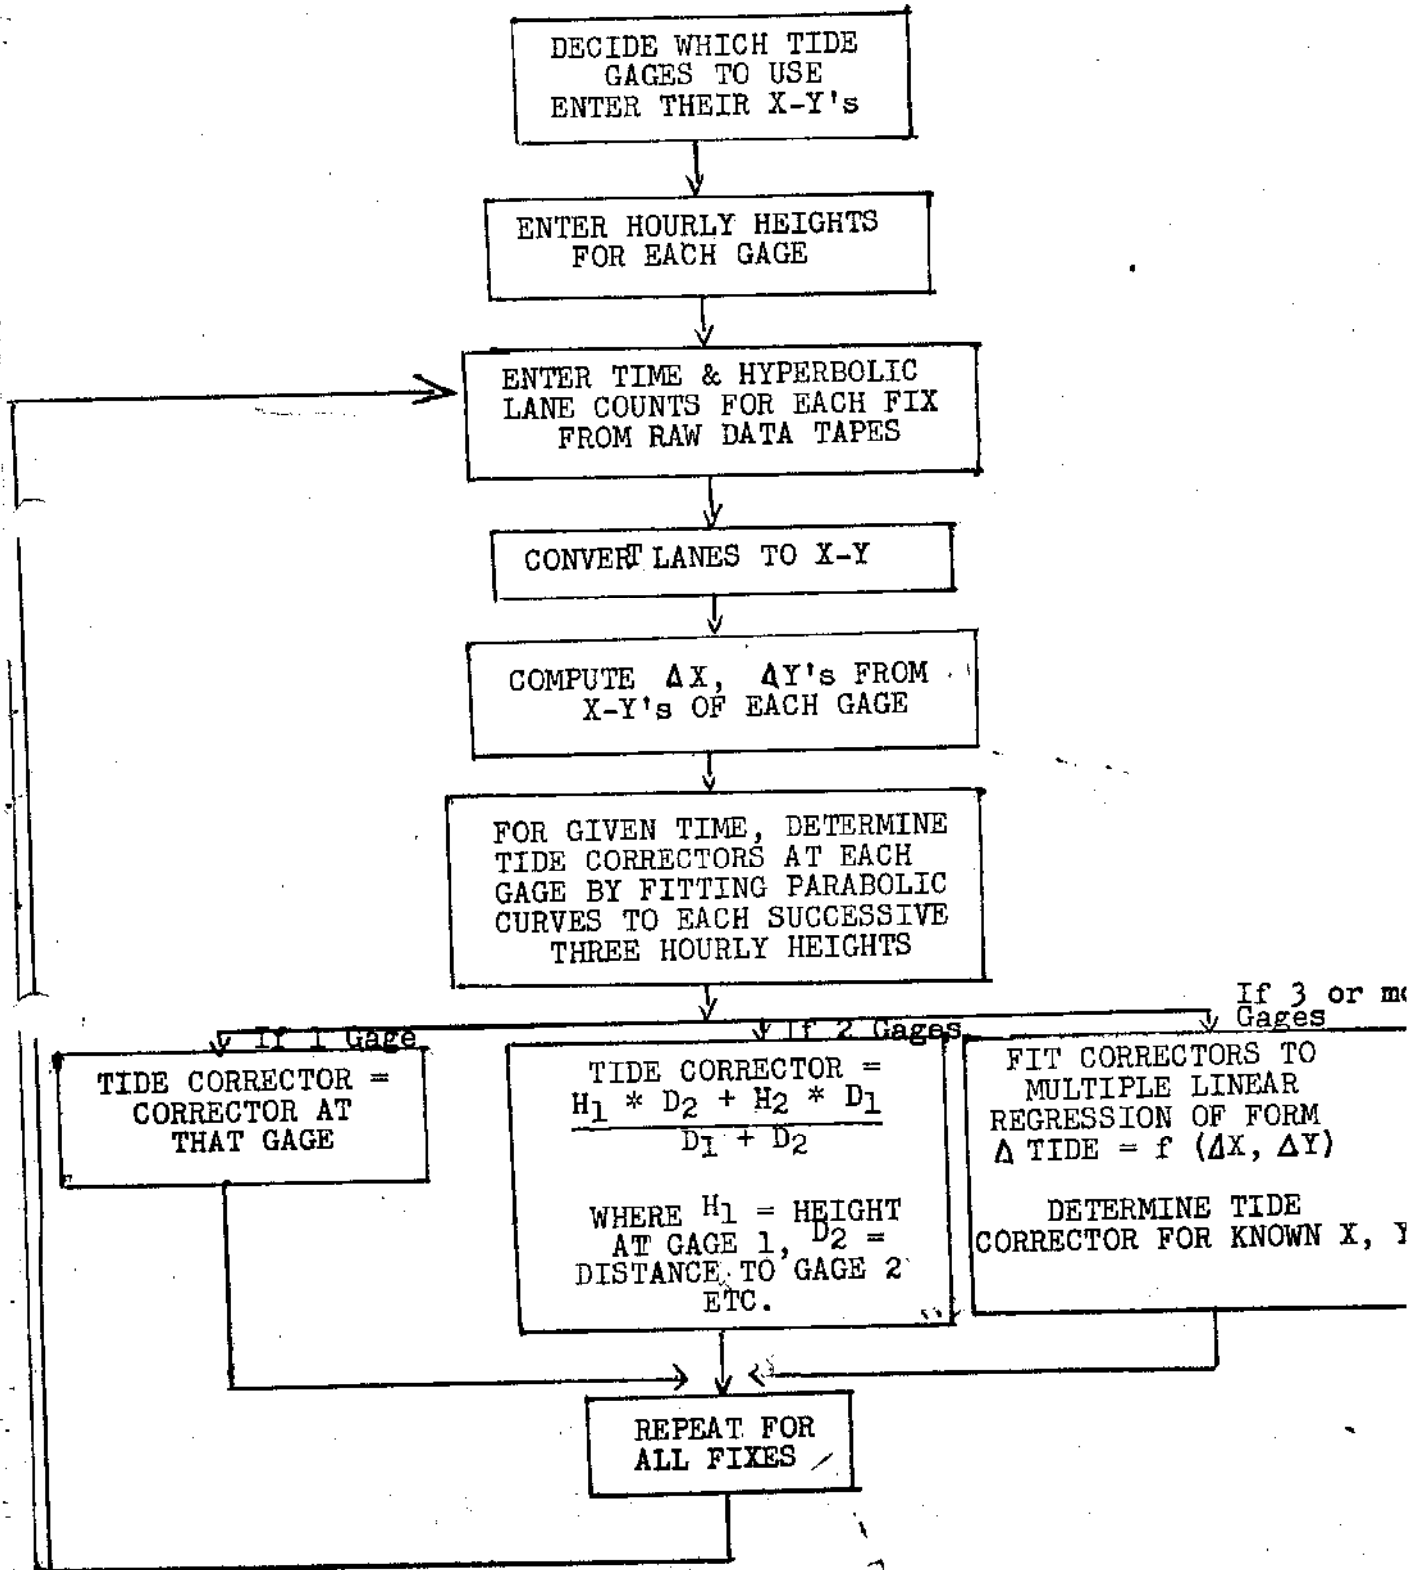 DECIDE WHICH TIDE
GAGES TO USE
ENTER THEIR X-Y's
ENTER HOURLY HEIGHTS
FOR EACH GAGE
ENTER TIME & HYPERBOLIC
LANE COUNTS FOR EACH FIX
FROM RAW DATA TAPES
CONVERT LANES TO X-Y
COMPUTE ΔX, ΔY's FROM
X-Y's OF EACH GAGE
FOR GIVEN TIME, DETERMINE
TIDE CORRECTORS AT EACH
GAGE BY FITTING PARABOLIC
CURVES TO EACH SUCCESSIVE
THREE HOURLY HEIGHTS
If 1 Gage
TIDE CORRECTOR =
CORRECTOR AT
THAT GAGE
If 2 Gages
TIDE CORRECTOR =
H1 * D2 + H2 * D1
D1 + D2
WHERE H1 = HEIGHT
AT GAGE 1, D2 =
DISTANCE TO GAGE 2
ETC.
If 3 or
Gages
FIT CORRECTORS TO
MULTIPLE LINEAR
REGRESSION OF FORM
Δ TIDE = f (ΔX, ΔY)
DETERMINE TIDE
CORRECTOR FOR KNOWN X, Y
REPEAT FOR
ALL FIXES